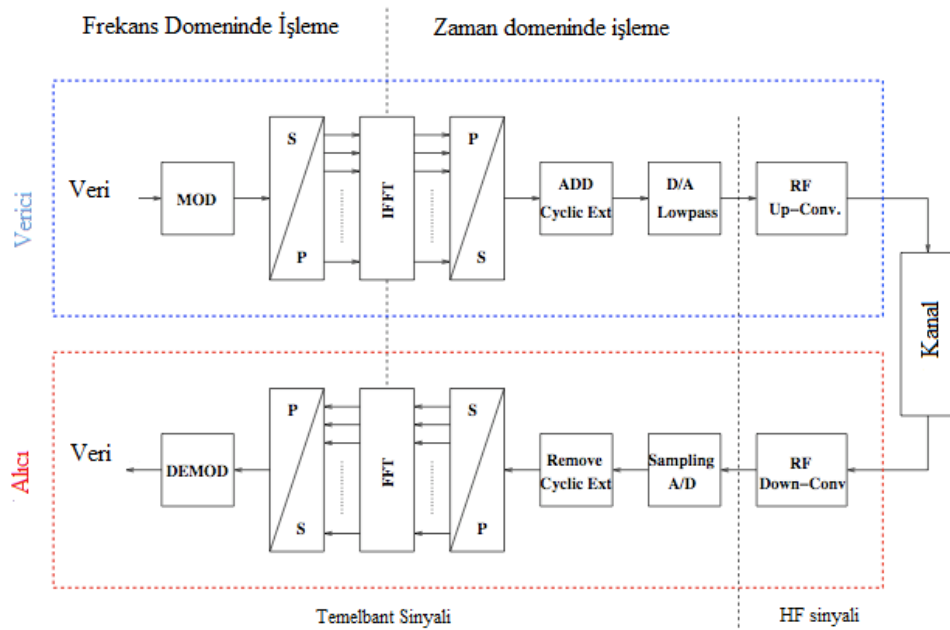 Frekans Domeninde İşleme
Zaman domeninde işleme
Verici
Veri
MOD
S
P
IFFT
P
S
ADD
Cyclic Ext
D/A
Lowpass
RF
Up-Conv.
Kanal
Alıcı
Veri
DEMOD
P
S
FFT
S
P
Remove
Cyclic Ext
Sampling
A/D
RF
Down-Conv
Temelbant Sinyali
HF sinyali